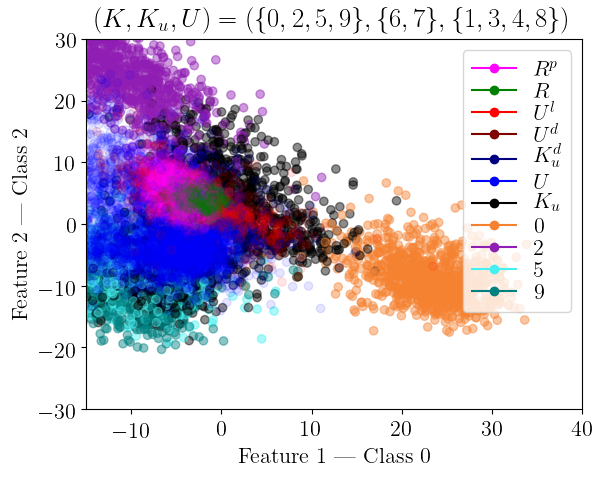 (K, K_u, U) = ({0, 2, 5, 9}, {6, 7}, {1, 3, 4, 8})
30
20
10
0
−10
−20
−30
Feature 2 — Class 2
−10
0
10
20
30
40
Feature 1 — Class 0
R^p
R
U^l
U^d
K_u^d
U
K_u
0
2
5
9